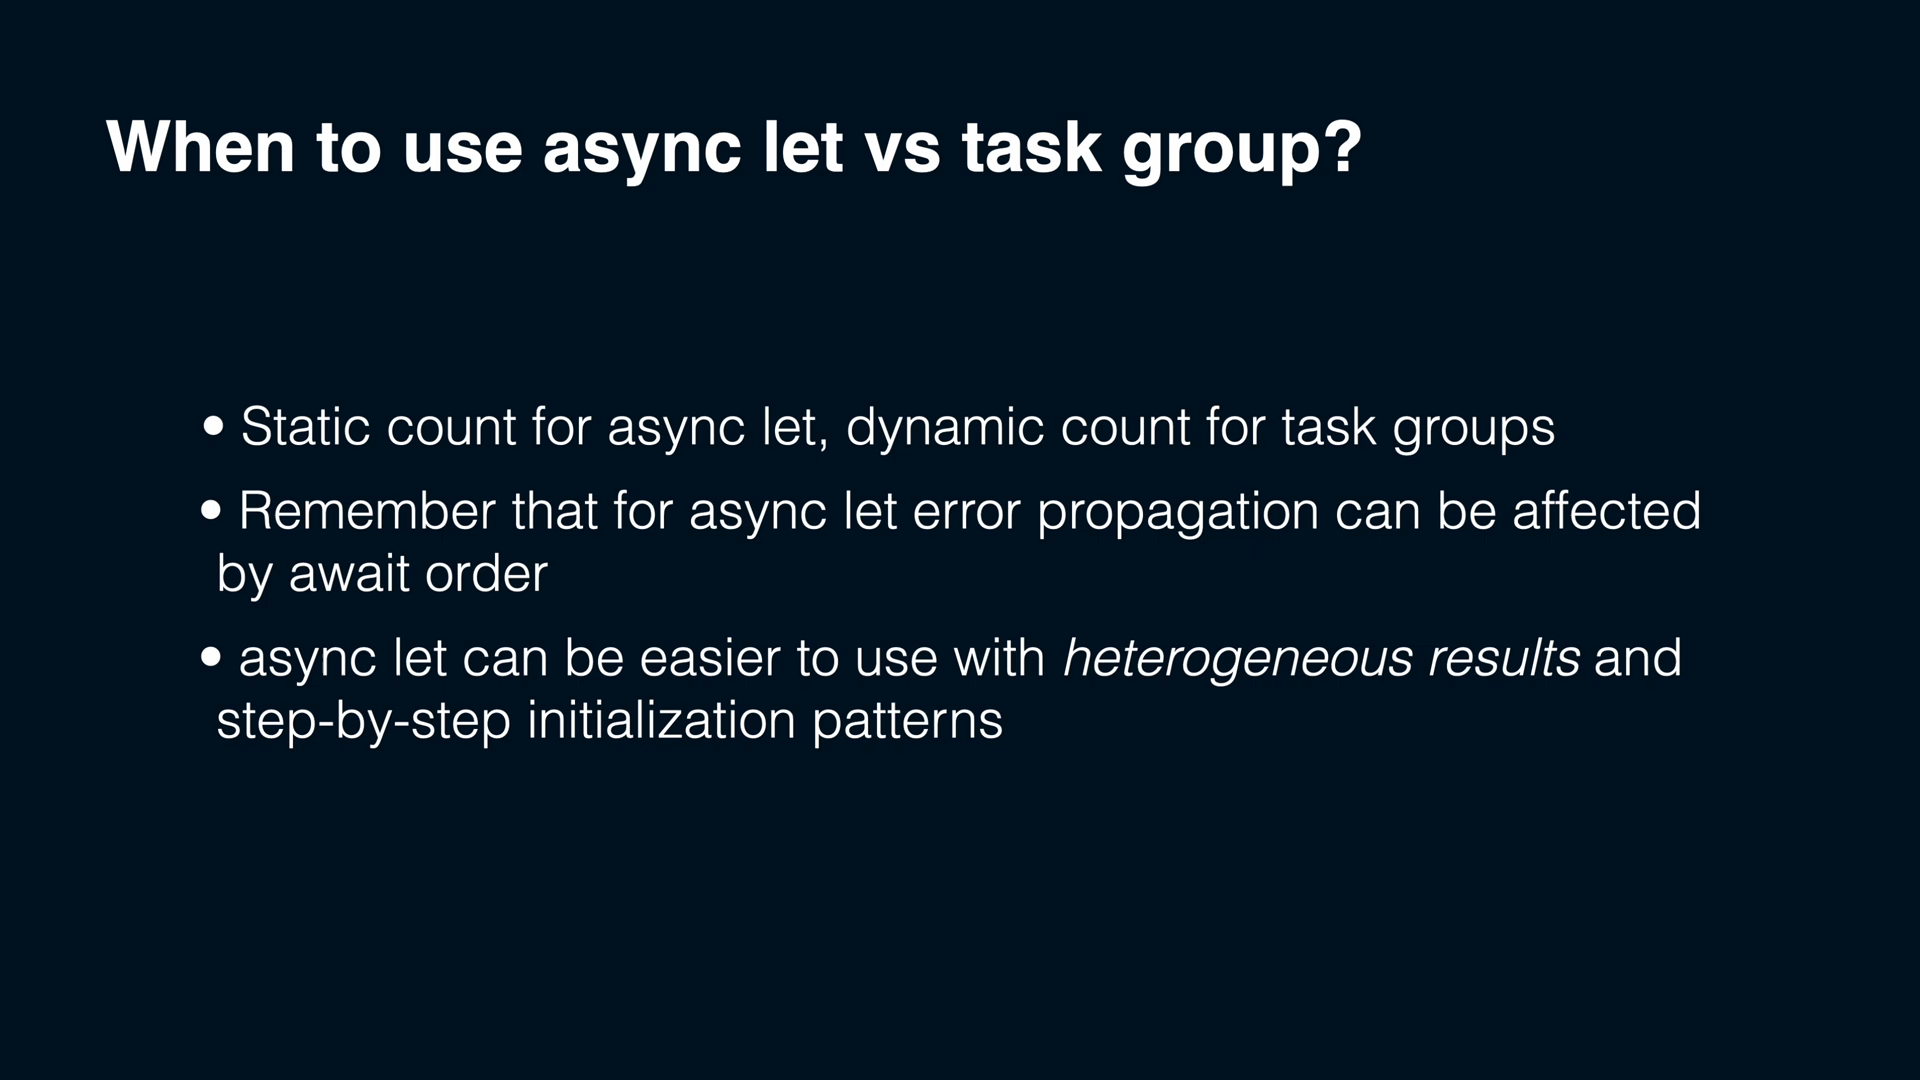 When to use async let vs task group?
• Static count for async let, dynamic count for task groups
• Remember that for async let error propagation can be affected
by await order
• async let can be easier to use with heterogeneous results and
step-by-step initialization patterns